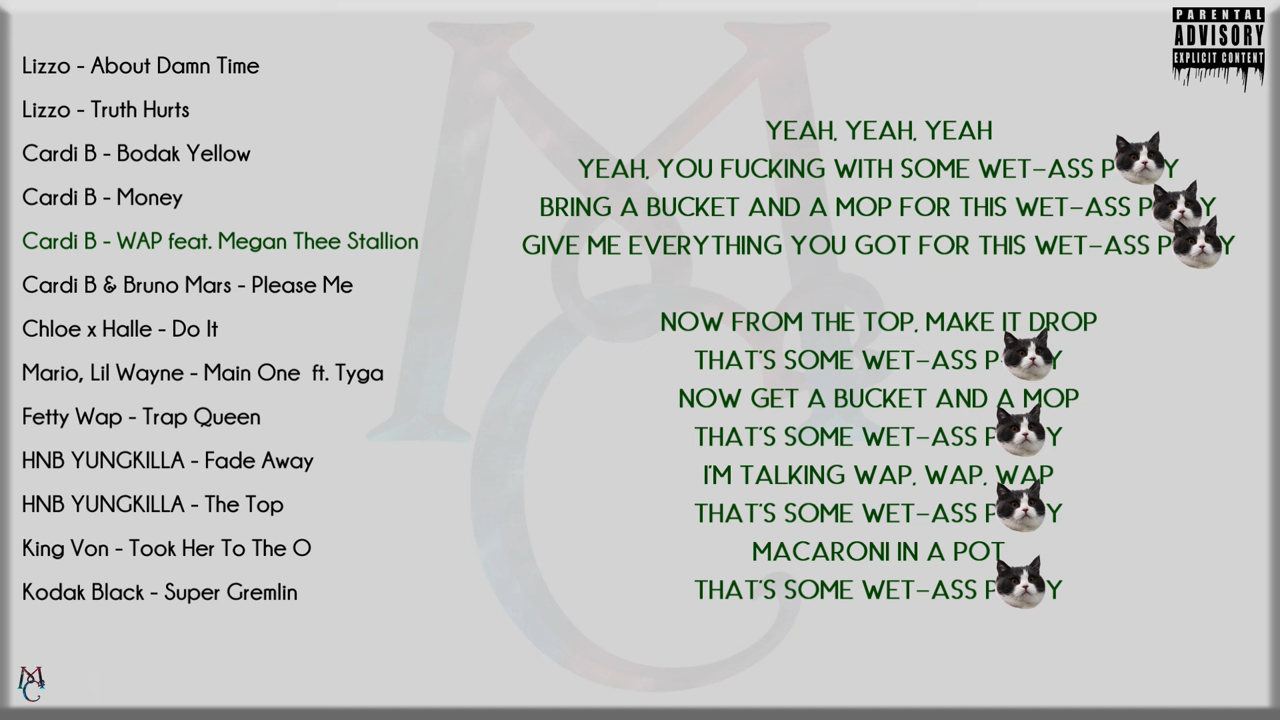 Lizzo - About Damn Time
Lizzo - Truth Hurts
Cardi B - Bodak Yellow
Cardi B - Money
Cardi B - WAP feat. Megan Thee Stallion
Cardi B & Bruno Mars - Please Me
Chloe x Halle - Do It
Mario, Lil Wayne - Main One ft. Tyga
Fetty Wap - Trap Queen
HNB YUNGKILLA - Fade Away
HNB YUNGKILLA - The Top
King Von - Took Her To The O
Kodak Black - Super Gremlin
PARENTAL
ADVISORY
EXPLICIT CONTENT
YEAH, YEAH, YEAH
YEAH, YOU FUCKING WITH SOME WET-ASS P Y
BRING A BUCKET AND A MOP FOR THIS WET-ASS P Y
GIVE ME EVERYTHING YOU GOT FOR THIS WET-ASS P Y
NOW FROM THE TOP, MAKE IT DROP
THAT'S SOME WET-ASS P Y
NOW GET A BUCKET AND A MOP
THAT'S SOME WET-ASS P Y
I'M TALKING WAP, WAP, WAP
THAT'S SOME WET-ASS P Y
MACARONI IN A POT
THAT'S SOME WET-ASS P Y
MC